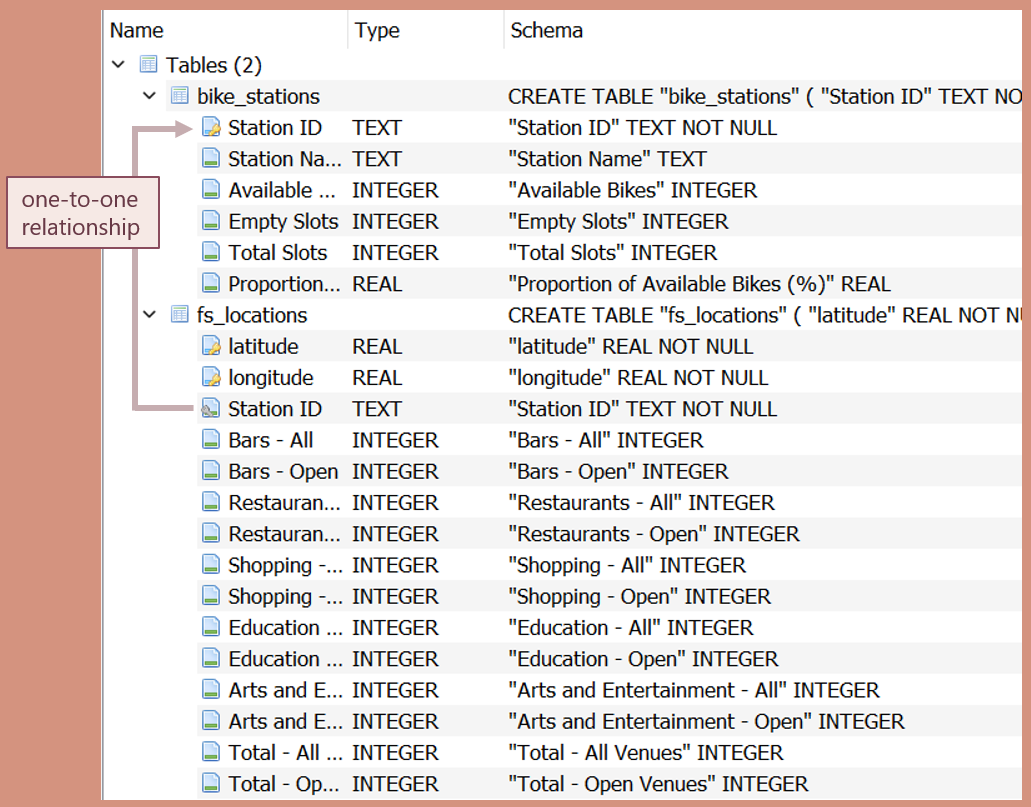 Name Type Schema
Tables (2)
bike_stations CREATE TABLE "bike_stations" ( "Station ID" TEXT NO
Station ID TEXT "Station ID" TEXT NOT NULL
Station Na... TEXT "Station Name" TEXT
Available ... INTEGER "Available Bikes" INTEGER
one-to-one
relationship
Empty Slots INTEGER "Empty Slots" INTEGER
Total Slots INTEGER "Total Slots" INTEGER
Proportion... REAL "Proportion of Available Bikes (%)" REAL
fs_locations CREATE TABLE "fs_locations" ( "latitude" REAL NOT NU
latitude REAL "latitude" REAL NOT NULL
longitude REAL "longitude" REAL NOT NULL
Station ID TEXT "Station ID" TEXT NOT NULL
Bars - All INTEGER "Bars - All" INTEGER
Bars - Open INTEGER "Bars - Open" INTEGER
Restauran... INTEGER "Restaurants - All" INTEGER
Restauran... INTEGER "Restaurants - Open" INTEGER
Shopping -... INTEGER "Shopping - All" INTEGER
Shopping -... INTEGER "Shopping - Open" INTEGER
Education ... INTEGER "Education - All" INTEGER
Education ... INTEGER "Education - Open" INTEGER
Arts and E... INTEGER "Arts and Entertainment - All" INTEGER
Arts and E... INTEGER "Arts and Entertainment - Open" INTEGER
Total - All ... INTEGER "Total - All Venues" INTEGER
Total - Op... INTEGER "Total - Open Venues" INTEGER